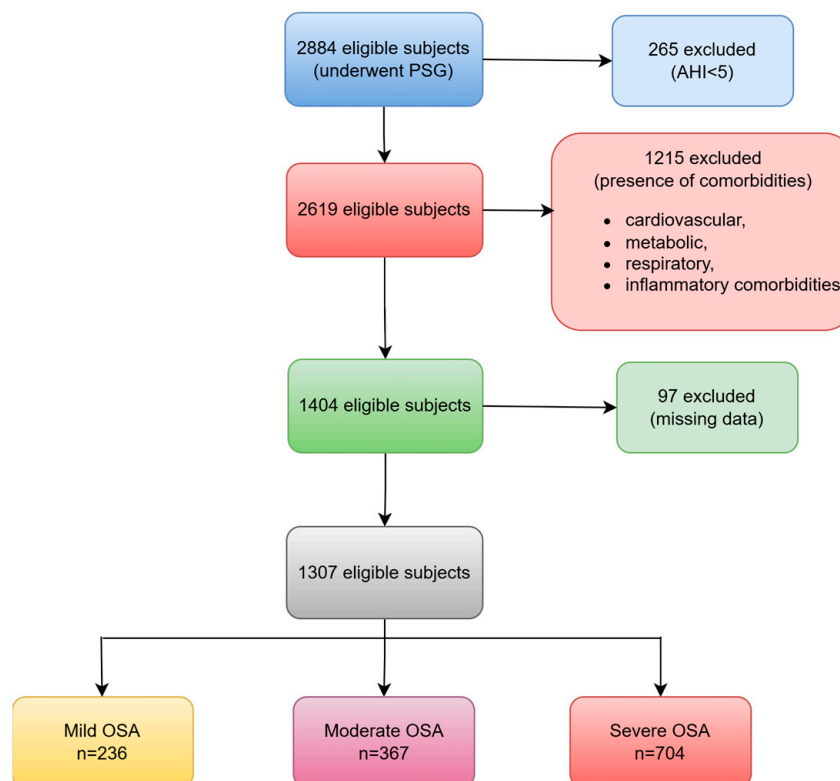 2884 eligible subjects
(underwent PSG)
265 excluded
(AHI<5)
2619 eligible subjects
1215 excluded
(presence of comorbidities)
• cardiovascular,
• metabolic,
• respiratory,
• inflammatory comorbidities
1404 eligible subjects
97 excluded
(missing data)
1307 eligible subjects
Mild OSA
n=236
Moderate OSA
n=367
Severe OSA
n=704